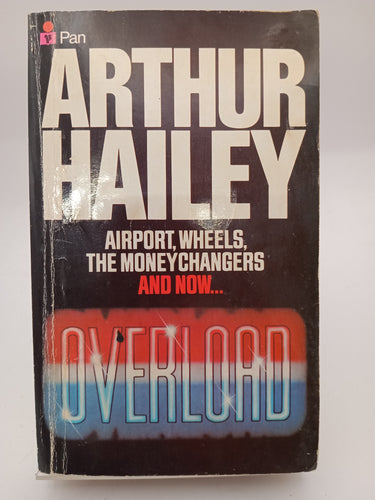 Pan
ARTHUR
HAILEY
AIRPORT, WHEELS,
THE MONEYCHANGERS
AND NOW...
OVERLOAD